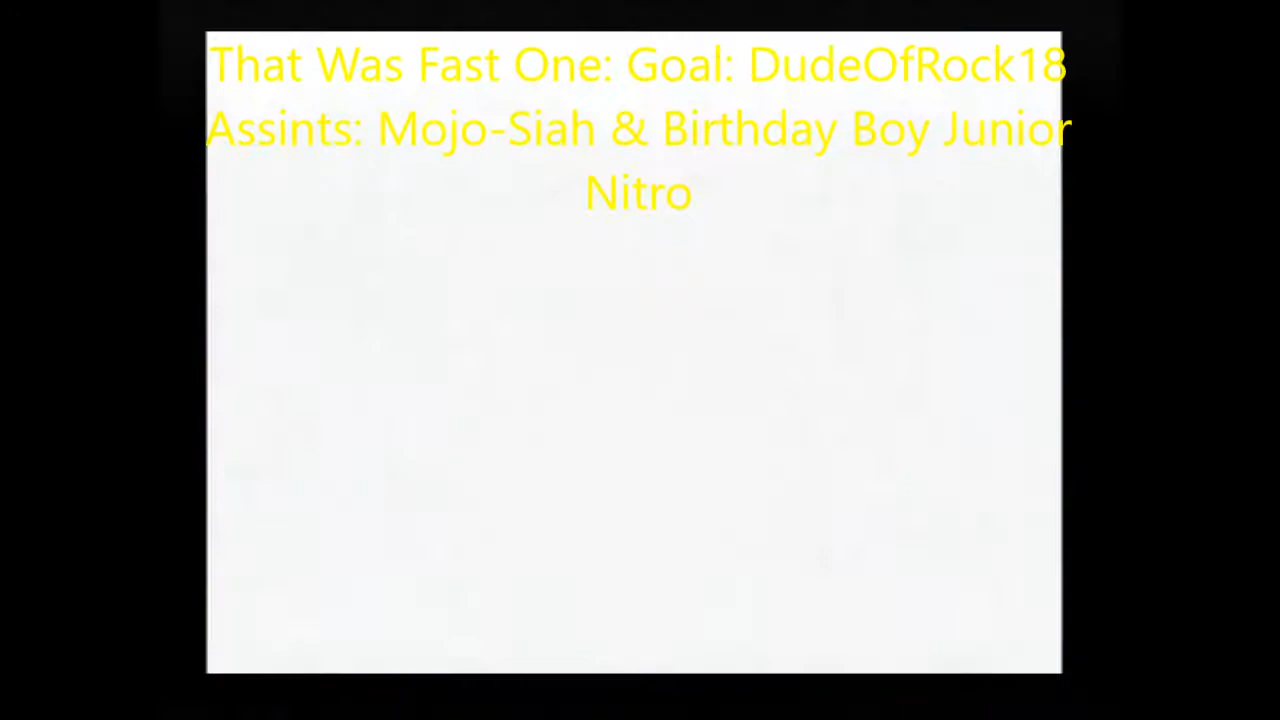 That Was Fast One: Goal: DudeOfRock18
Assints: Mojo-Siah & Birthday Boy Junior
Nitro